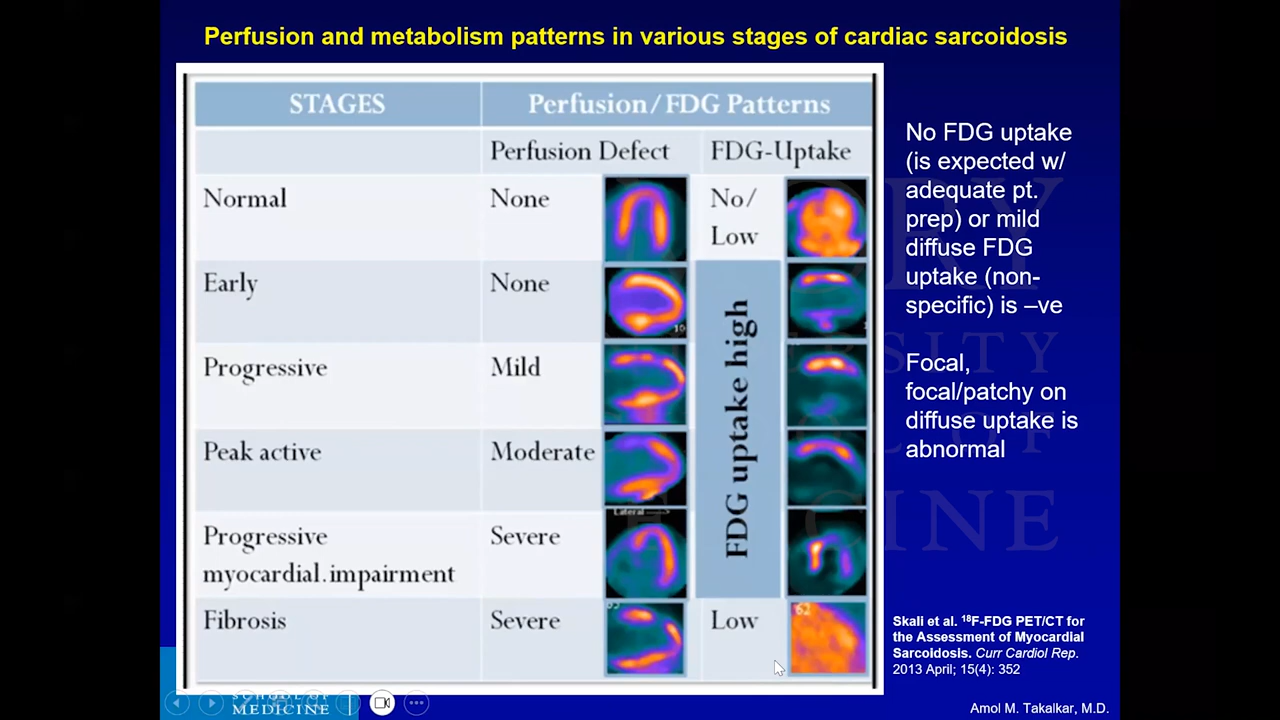 Perfusion and metabolism patterns in various stages of cardiac sarcoidosis
STAGES
Perfusion/FDG Patterns
Perfusion Defect
FDG-Uptake
Normal
None
No/
Low
Early
None
10
FDG uptake high
Progressive
Mild
Peak active
Moderate
Progressive
myocardial.impairment
Severe
Lateral --->
Fibrosis
Severe
Low
62
No FDG uptake
(is expected w/
adequate pt.
prep) or mild
diffuse FDG
uptake (non-
specific) is –ve
Focal,
focal/patchy on
diffuse uptake is
abnormal
Skali et al. ¹⁸F-FDG PET/CT for
the Assessment of Myocardial
Sarcoidosis. Curr Cardiol Rep.
2013 April; 15(4): 352
SCHOOL OF
MEDICINE
Amol M. Takalkar, M.D.